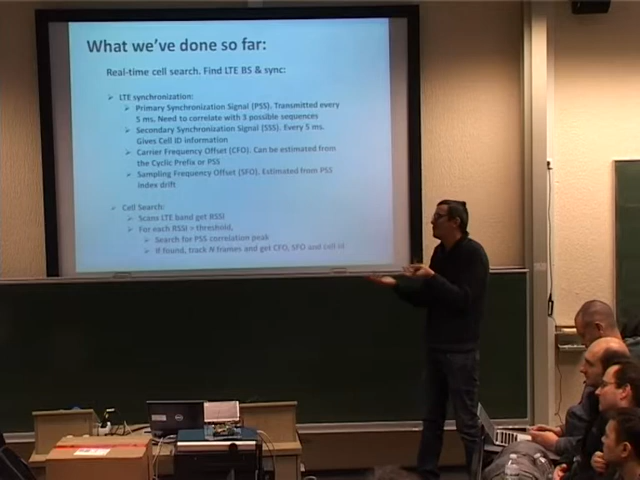 What we've done so far:
Real-time cell search. Find LTE BS & sync:
➢ LTE synchronization:
➢ Primary Synchronization Signal (PSS). Transmitted every
5 ms. Need to correlate with 3 possible sequences
➢ Secondary Synchronization Signal (SSS). Every 5 ms.
Gives Cell ID information
➢ Carrier Frequency Offset (CFO). Can be estimated from
the Cyclic Prefix or PSS
➢ Sampling Frequency Offset (SFO). Estimated from PSS
index drift
➢ Cell Search:
➢ Scans LTE band get RSSI
➢ For each RSSI > threshold,
➢ Search for PSS correlation peak
➢ If found, track N frames and get CFO, SFO and cell id